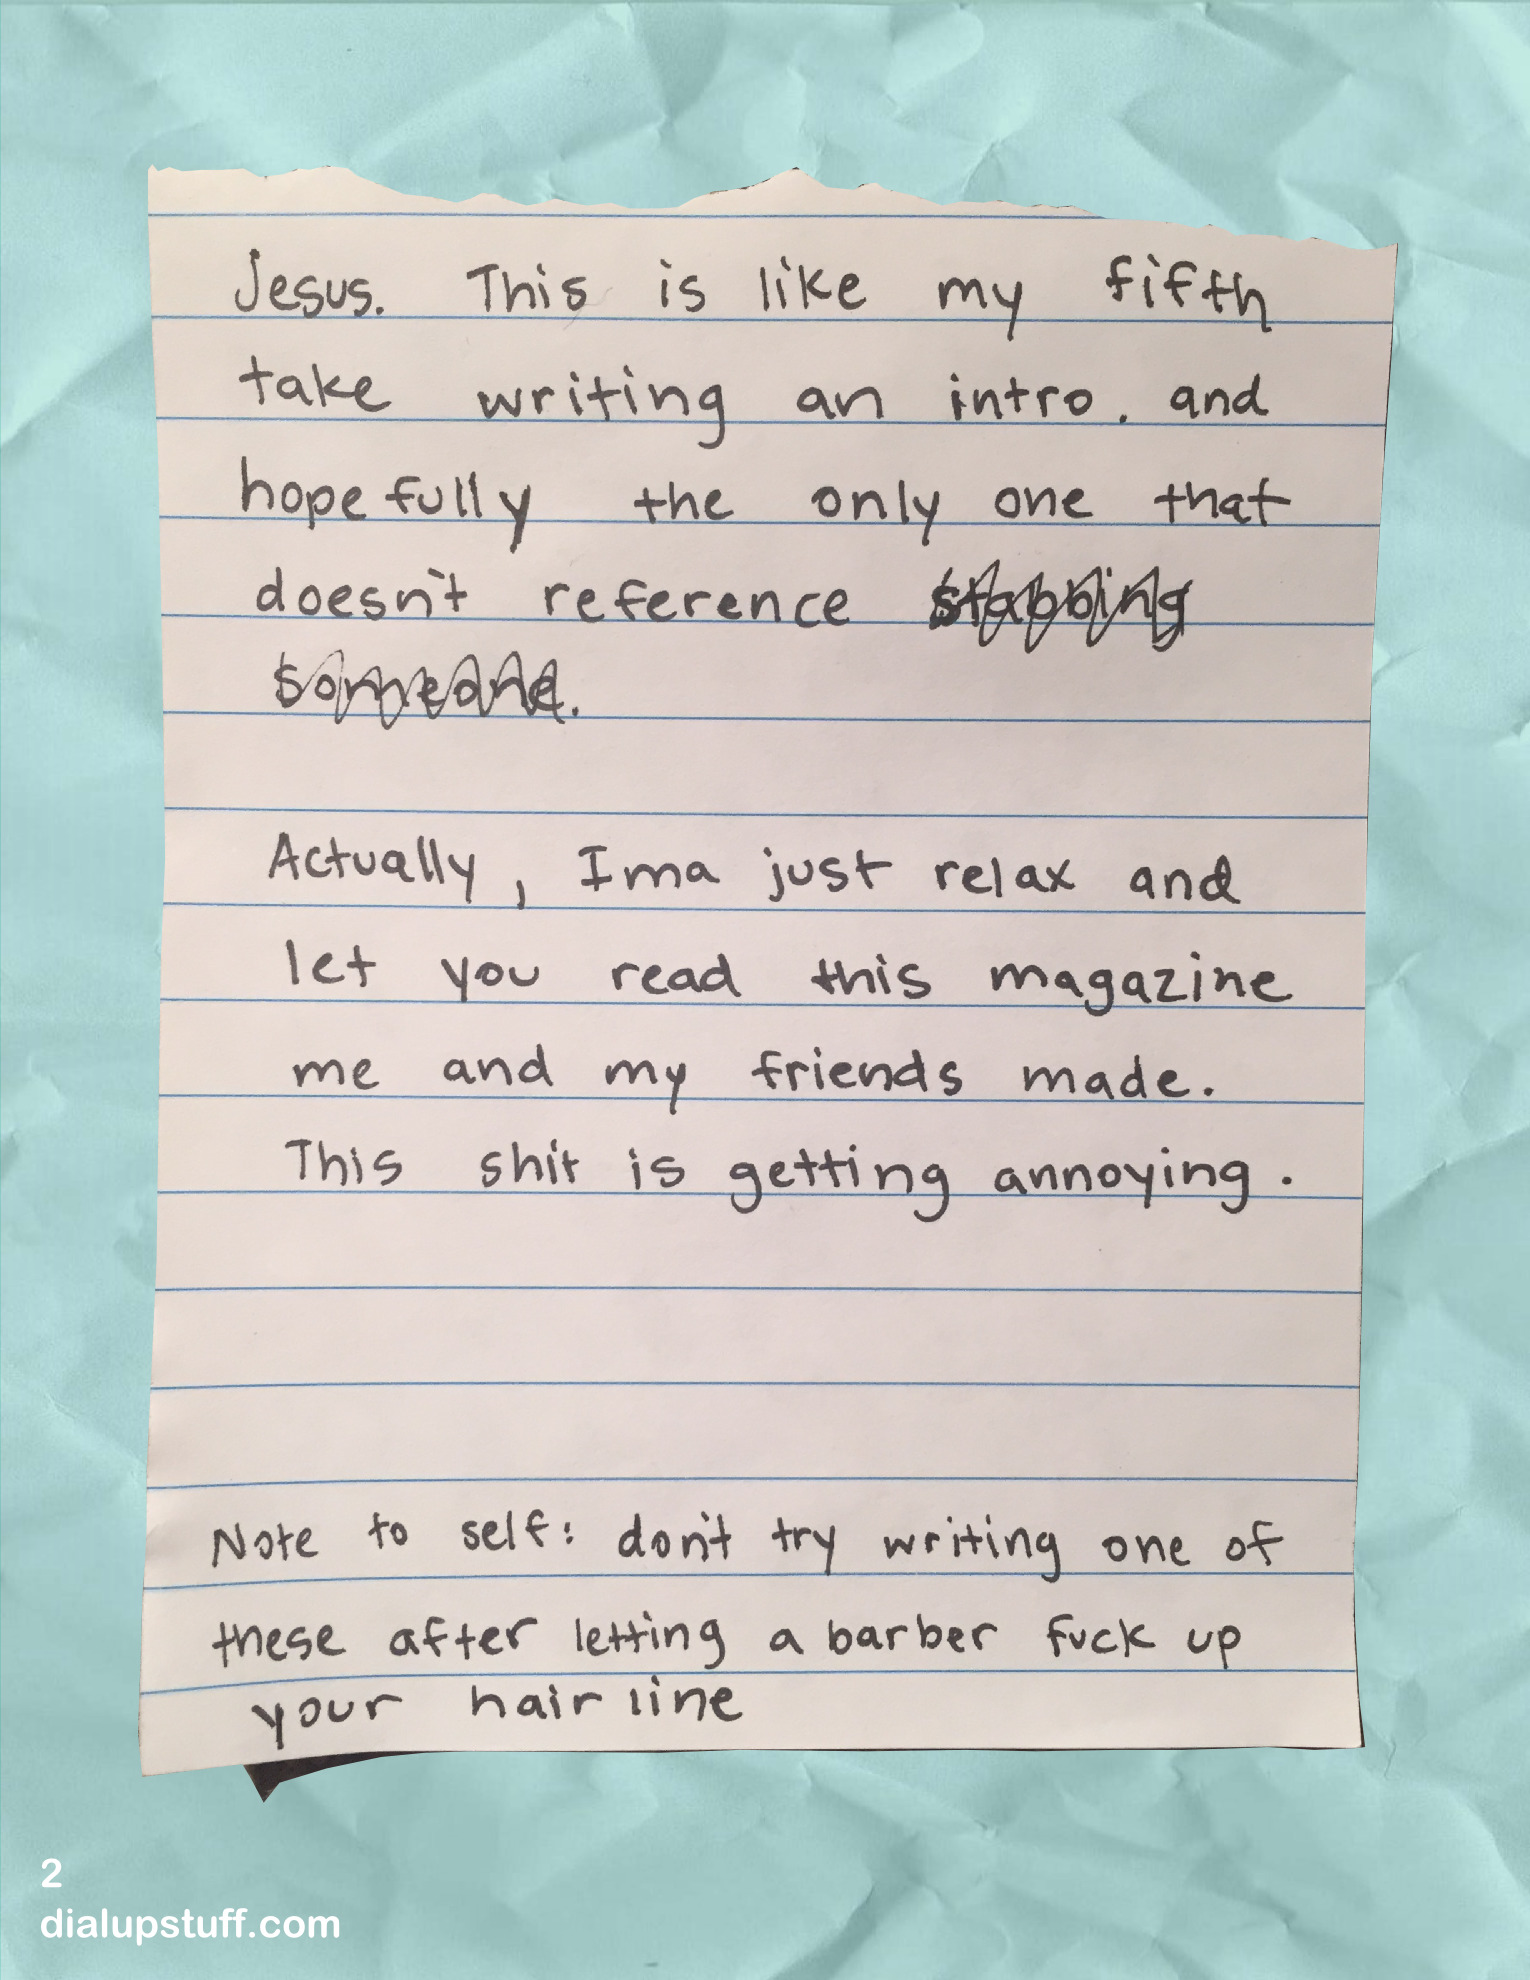 Jesus. This is like my fifth
take writing an intro. and
hopefully the only one that
doesn't reference stabbing
someone.
Actually, Ima just relax and
let you read this magazine
me and my friends made.
This shit is getting annoying.
Note to self: don't try writing one of
these after letting a barber fuck up
your hair line
2
dialupstuff.com